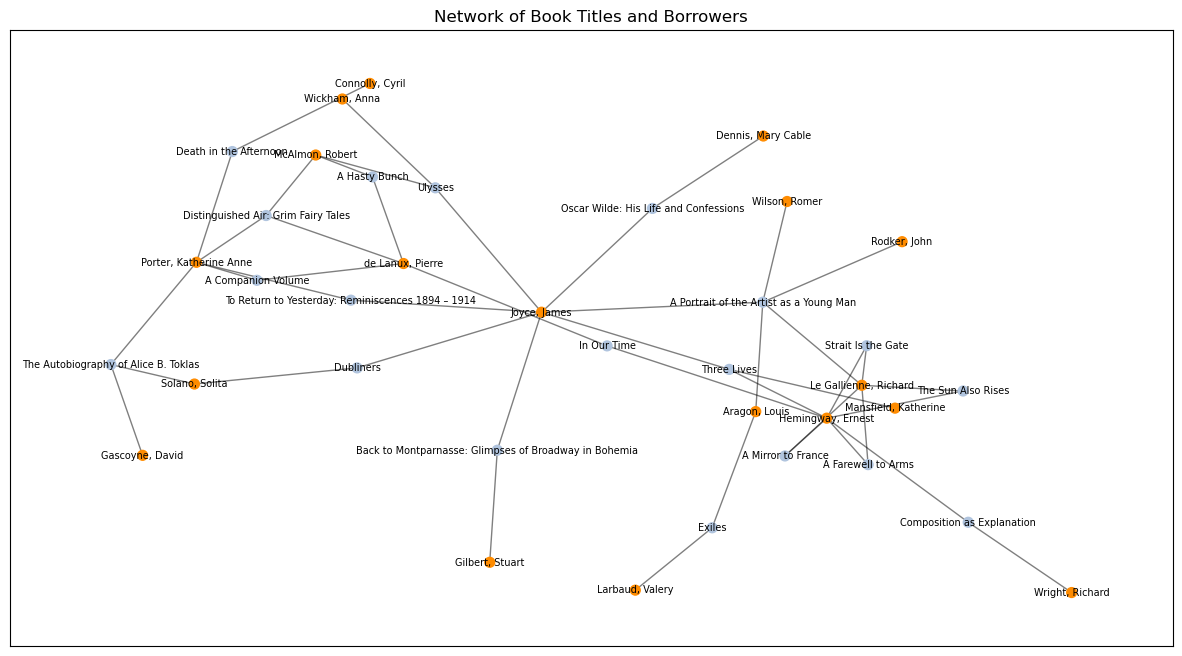 Network of Book Titles and Borrowers
Connolly, Cyril
Wickham, Anna
Dennis, Mary Cable
Death in the Afternoon
McAlmon, Robert
A Hasty Bunch
Ulysses
Wilson, Romer
Oscar Wilde: His Life and Confessions
Distinguished Air: Grim Fairy Tales
Rodker, John
Porter, Katherine Anne
de Lanux, Pierre
A Companion Volume
To Return to Yesterday: Reminiscences 1894 – 1914
A Portrait of the Artist as a Young Man
Joyce, James
In Our Time
Strait Is the Gate
The Autobiography of Alice B. Toklas
Dubliners
Three Lives
Solano, Solita
Le Gallienne, Richard
The Sun Also Rises
Mansfield, Katherine
Aragon, Louis
Hemingway, Ernest
Back to Montparnasse: Glimpses of Broadway in Bohemia
Gascoyne, David
A Mirror to France
A Farewell to Arms
Composition as Explanation
Exiles
Gilbert, Stuart
Larbaud, Valery
Wright, Richard